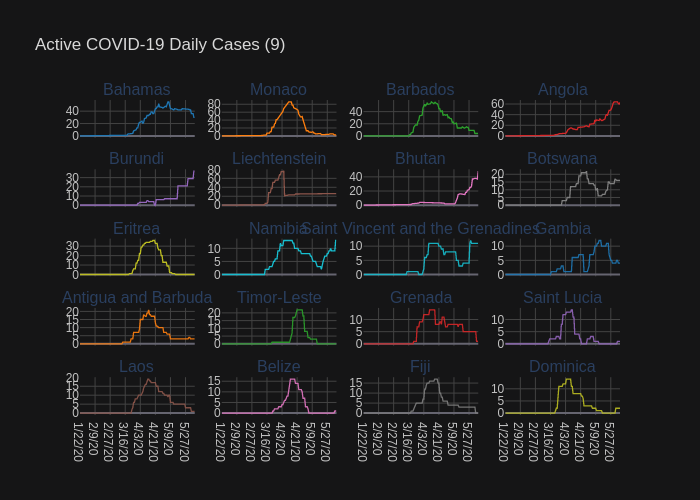 Active COVID-19 Daily Cases (9)
Bahamas Monaco Barbados Angola
40 20 0 80 60 40 20 0 40 20 0 60 40 20 0
Burundi Liechtenstein Bhutan Botswana
30 20 10 0 80 60 40 20 0 40 20 0 20 15 10 5 0
Eritrea Namibia Saint Vincent and the Grenadines Gambia
30 20 10 0 10 5 0 10 5 0 10 5 0
Antigua and Barbuda Timor-Leste Grenada Saint Lucia
20 15 10 5 0 20 10 0 10 5 0 10 5 0
Laos Belize Fiji Dominica
20 15 10 5 0 15 10 5 0 15 10 5 0 10 5 0
1/22/20 2/9/20 2/27/20 3/16/20 4/3/20 4/21/20 5/9/20 5/27/20 1/22/20 2/9/20 2/27/20 3/16/20 4/3/20 4/21/20 5/9/20 5/27/20 1/22/20 2/9/20 2/27/20 3/16/20 4/3/20 4/21/20 5/9/20 5/27/20 1/22/20 2/9/20 2/27/20 3/16/20 4/3/20 4/21/20 5/9/20 5/27/20